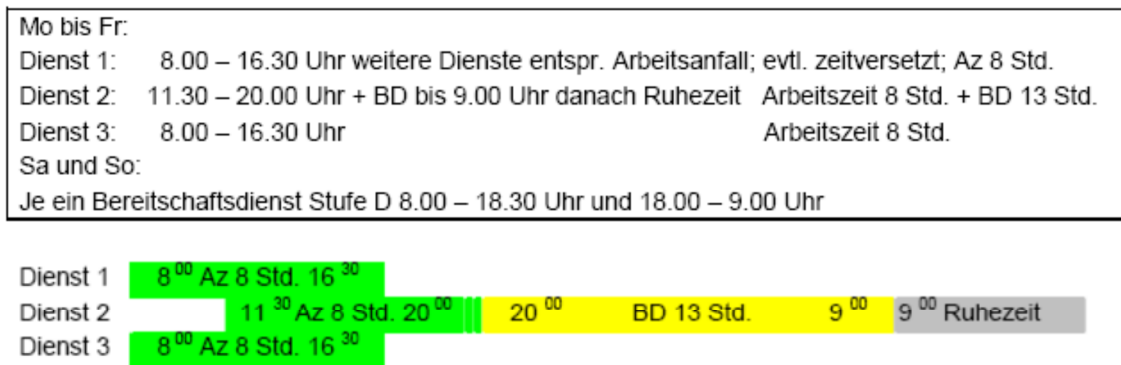 Mo bis Fr:
Dienst 1: 8.00 – 16.30 Uhr weitere Dienste entspr. Arbeitsanfall; evtl. zeitversetzt; Az 8 Std.
Dienst 2: 11.30 – 20.00 Uhr + BD bis 9.00 Uhr danach Ruhezeit Arbeitszeit 8 Std. + BD 13 Std.
Dienst 3: 8.00 – 16.30 Uhr Arbeitszeit 8 Std.
Sa und So:
Je ein Bereitschaftsdienst Stufe D 8.00 – 18.30 Uhr und 18.00 – 9.00 Uhr
Dienst 1 8 00 Az 8 Std. 16 30
Dienst 2 11 30 Az 8 Std. 20 00 20 00 BD 13 Std. 9 00 9 00 Ruhezeit
Dienst 3 8 00 Az 8 Std. 16 30